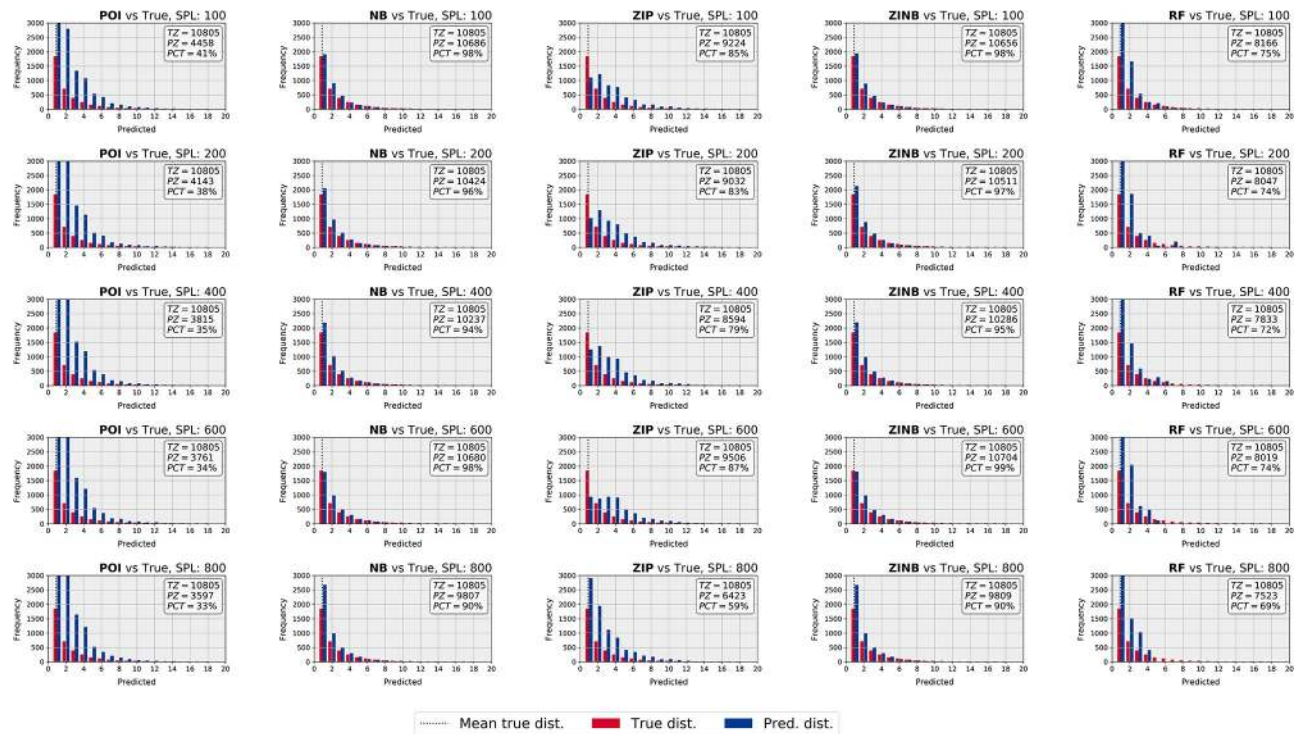 POI vs True, SPL: 100
NB vs True, SPL: 100
ZIP vs True, SPL: 100
ZINB vs True, SPL: 100
RF vs True, SPL: 100
TZ = 10805
PZ = 4458
PCT = 41%
TZ = 10805
PZ = 10686
PCT = 98%
TZ = 10805
PZ = 9224
PCT = 85%
TZ = 10805
PZ = 10656
PCT = 98%
TZ = 10805
PZ = 8166
PCT = 75%
Frequency
3000
2500
2000
1500
1000
500
0
0 2 4 6 8 10 12 14 16 18 20
Predicted
POI vs True, SPL: 200
NB vs True, SPL: 200
ZIP vs True, SPL: 200
ZINB vs True, SPL: 200
RF vs True, SPL: 200
TZ = 10805
PZ = 4143
PCT = 38%
TZ = 10805
PZ = 10424
PCT = 96%
TZ = 10805
PZ = 9032
PCT = 83%
TZ = 10805
PZ = 10511
PCT = 97%
TZ = 10805
PZ = 8047
PCT = 74%
Frequency
Predicted
POI vs True, SPL: 400
NB vs True, SPL: 400
ZIP vs True, SPL: 400
ZINB vs True, SPL: 400
RF vs True, SPL: 400
TZ = 10805
PZ = 3815
PCT = 35%
TZ = 10805
PZ = 10237
PCT = 94%
TZ = 10805
PZ = 8594
PCT = 79%
TZ = 10805
PZ = 10286
PCT = 95%
TZ = 10805
PZ = 7833
PCT = 72%
Frequency
Predicted
POI vs True, SPL: 600
NB vs True, SPL: 600
ZIP vs True, SPL: 600
ZINB vs True, SPL: 600
RF vs True, SPL: 600
TZ = 10805
PZ = 3761
PCT = 34%
TZ = 10805
PZ = 10680
PCT = 98%
TZ = 10805
PZ = 9506
PCT = 87%
TZ = 10805
PZ = 10704
PCT = 99%
TZ = 10805
PZ = 8019
PCT = 74%
Frequency
Predicted
POI vs True, SPL: 800
NB vs True, SPL: 800
ZIP vs True, SPL: 800
ZINB vs True, SPL: 800
RF vs True, SPL: 800
TZ = 10805
PZ = 3597
PCT = 33%
TZ = 10805
PZ = 9807
PCT = 90%
TZ = 10805
PZ = 6423
PCT = 59%
TZ = 10805
PZ = 9809
PCT = 90%
TZ = 10805
PZ = 7523
PCT = 69%
Frequency
Predicted
Mean true dist.
True dist.
Pred. dist.